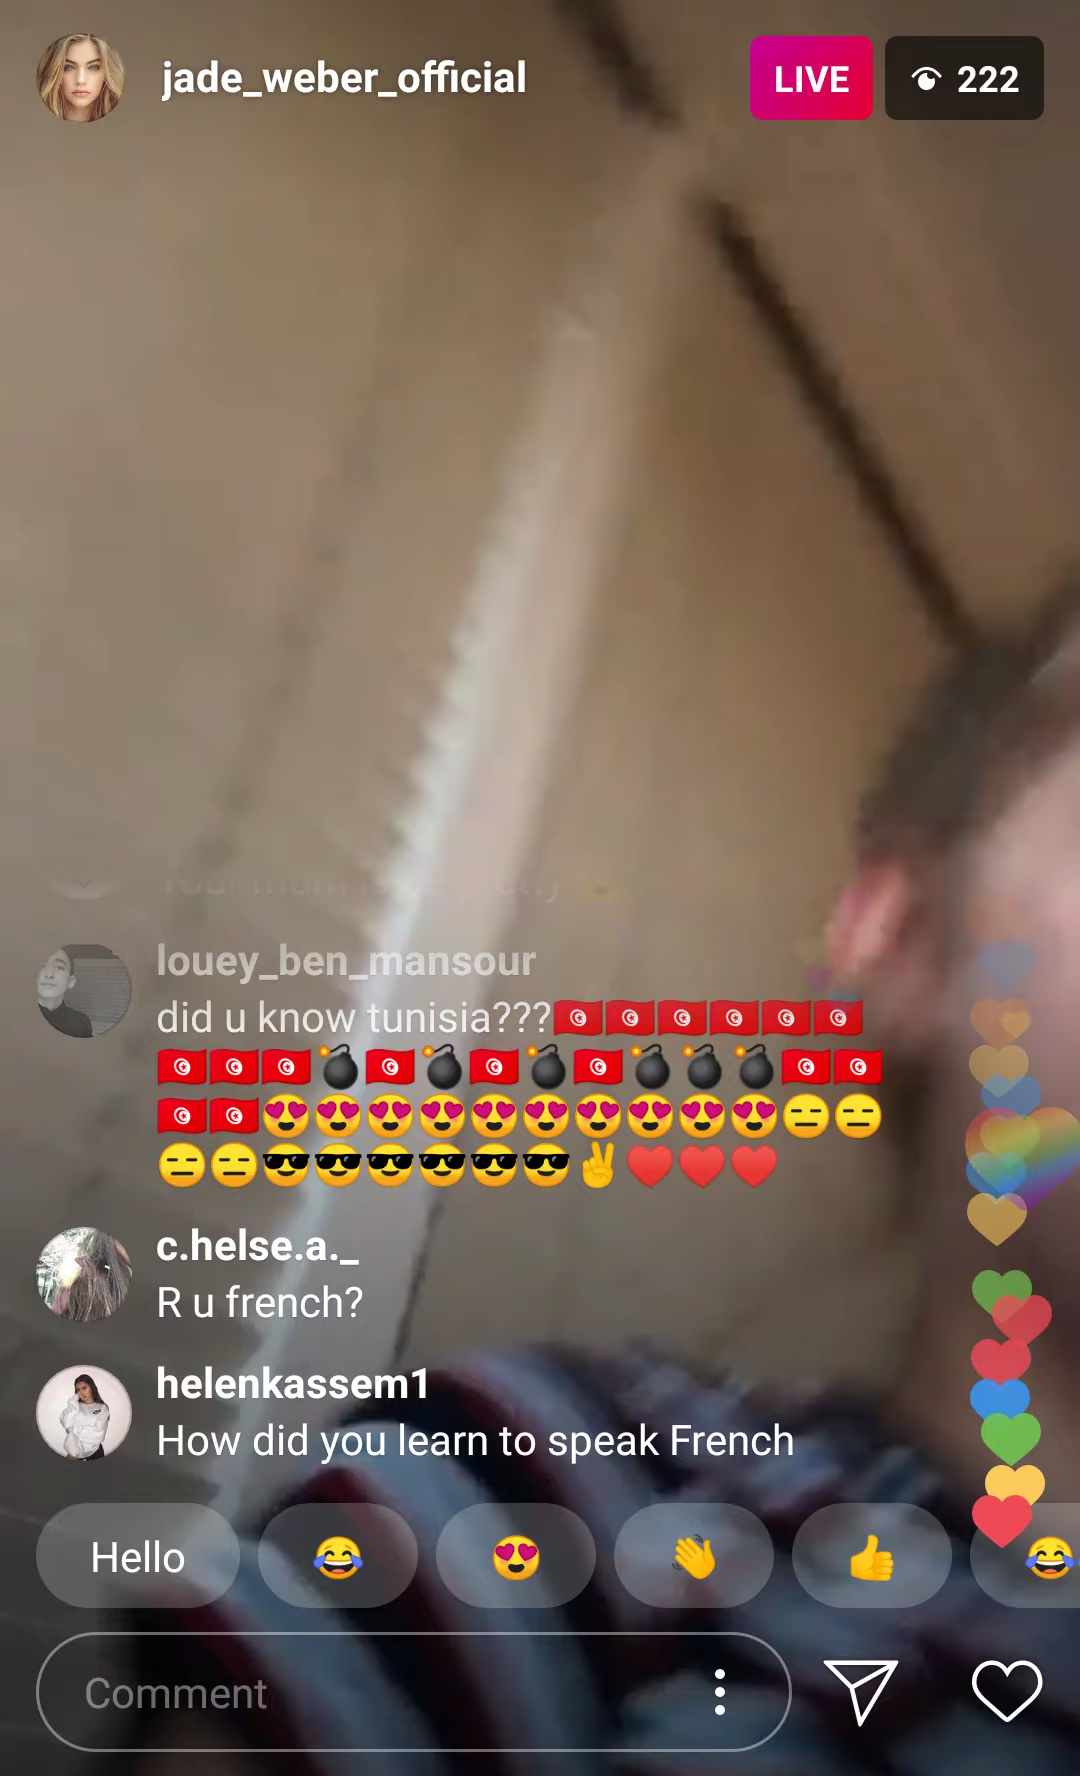 jade_weber_official
LIVE
222
louey_ben_mansour
did u know tunisia???🇹🇳🇹🇳🇹🇳🇹🇳🇹🇳🇹🇳
🇹🇳🇹🇳🇹🇳💣🇹🇳💣🇹🇳💣🇹🇳💣💣💣🇹🇳🇹🇳
🇹🇳🇹🇳😍😍😍😍😍😍😍😍😍😍😑😑
😑😑😎😎😎😎😎😎✌❤❤❤
c.helse.a._
R u french?
helenkassem1
How did you learn to speak French
Hello 😂 😍 👋 👍 😂
Comment